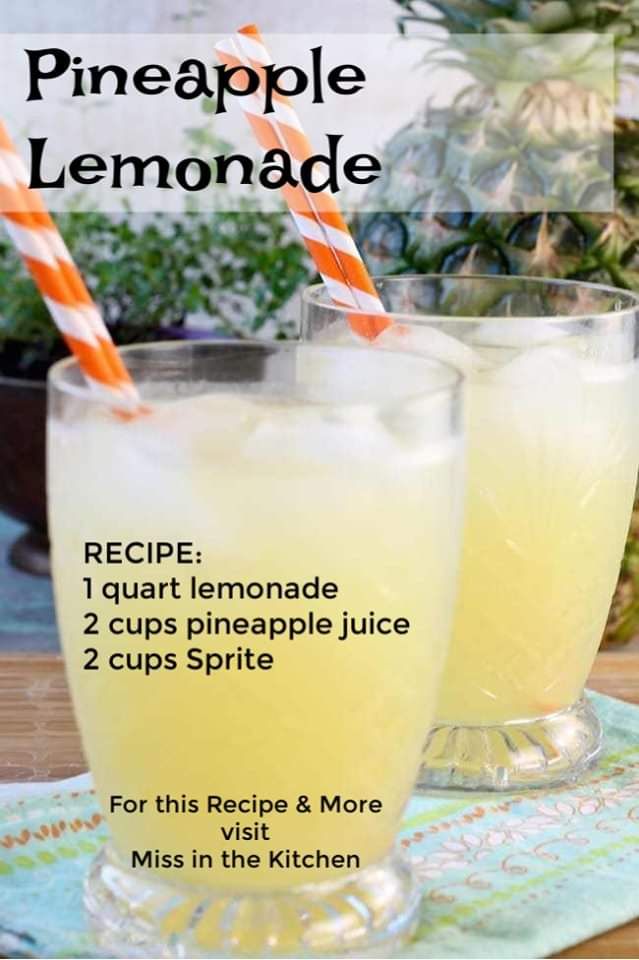 Pineapple
Lemonade
RECIPE:
1 quart lemonade
2 cups pineapple juice
2 cups Sprite
For this Recipe & More
visit
Miss in the Kitchen